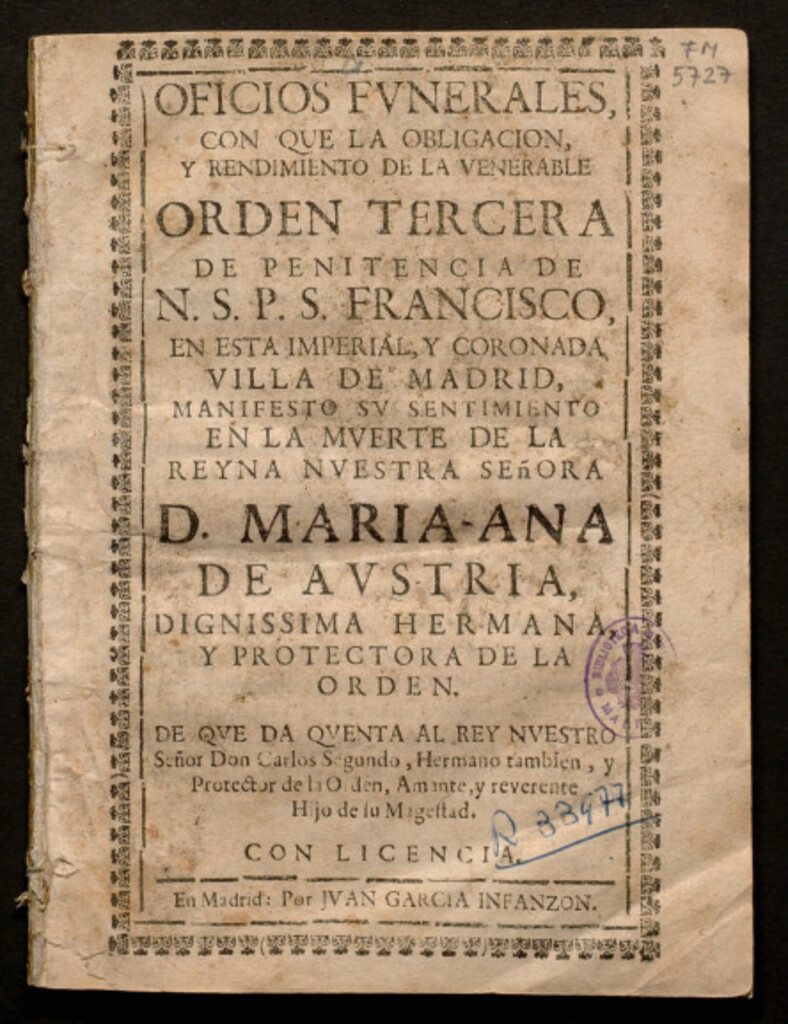 FM
5727
OFICIOS FVNERALES,
CON QUE LA OBLIGACION,
Y RENDIMIENTO DE LA VENERABLE
ORDEN TERCERA
DE PENITENCIA DE
N. S. P. S. FRANCISCO,
EN ESTA IMPERIAL, Y CORONADA
VILLA DE MADRID,
MANIFESTO SV SENTIMIENTO
EN LA MVERTE DE LA
REYNA NVESTRA SEñORA
D. MARIA-ANA
DE AVSTRIA,
DIGNISSIMA HERMANA,
Y PROTECTORA DE LA
ORDEN.
DE QVE DA QVENTA AL REY NVESTRO
Señor Don Carlos Segundo, Hermano tambien, y
Protector de la Orden, Amante, y reverente
Hijo de su Magestad.
CON LICENCIA.
En Madrid: Por JVAN GARCIA INFANZON.
BIBLIOTECA
R 33977